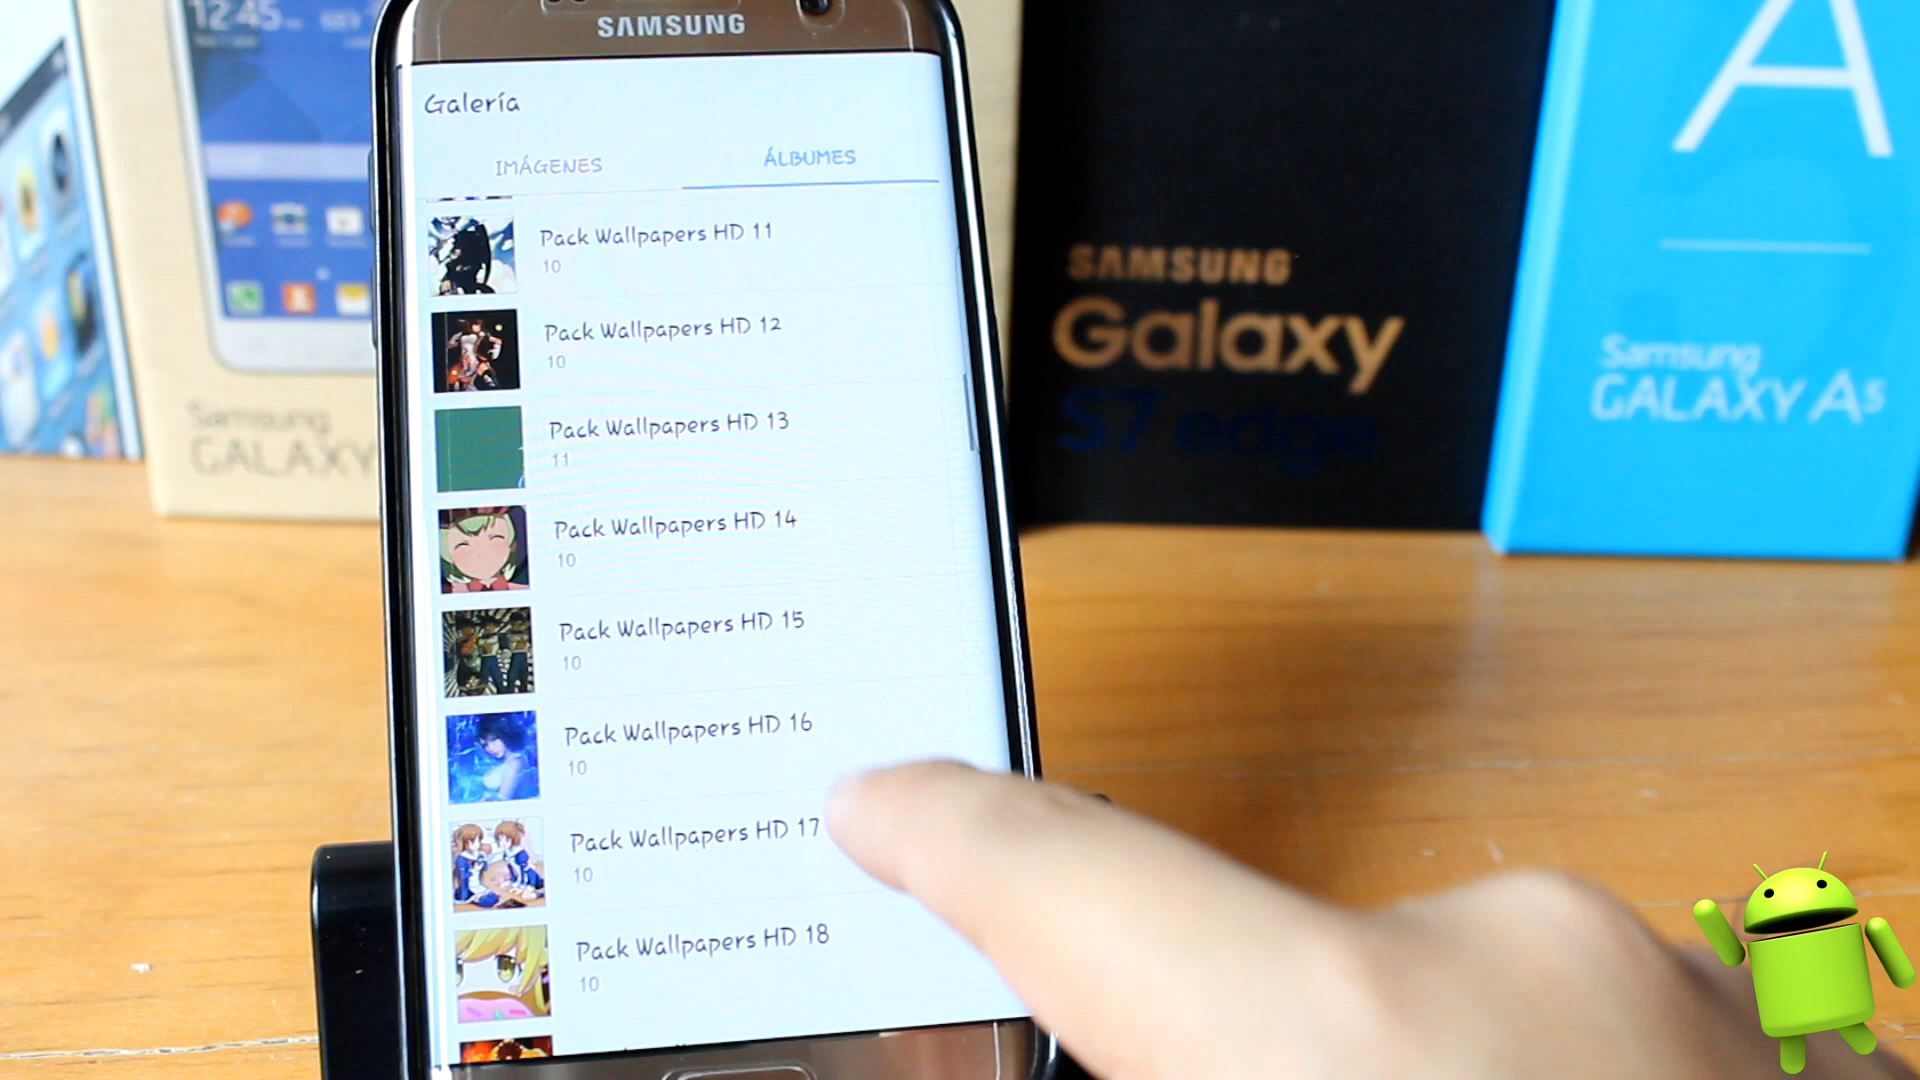 12:45
SAMSUNG
Galería
IMÁGENES
ÁLBUMES
Pack Wallpapers HD 11
10
Pack Wallpapers HD 12
10
Pack Wallpapers HD 13
11
Pack Wallpapers HD 14
10
Pack Wallpapers HD 15
10
Pack Wallpapers HD 16
10
Pack Wallpapers HD 17
10
Pack Wallpapers HD 18
10
Samsung
GALAXY
SAMSUNG
Galaxy
S7 edge
A
Samsung
GALAXY A5